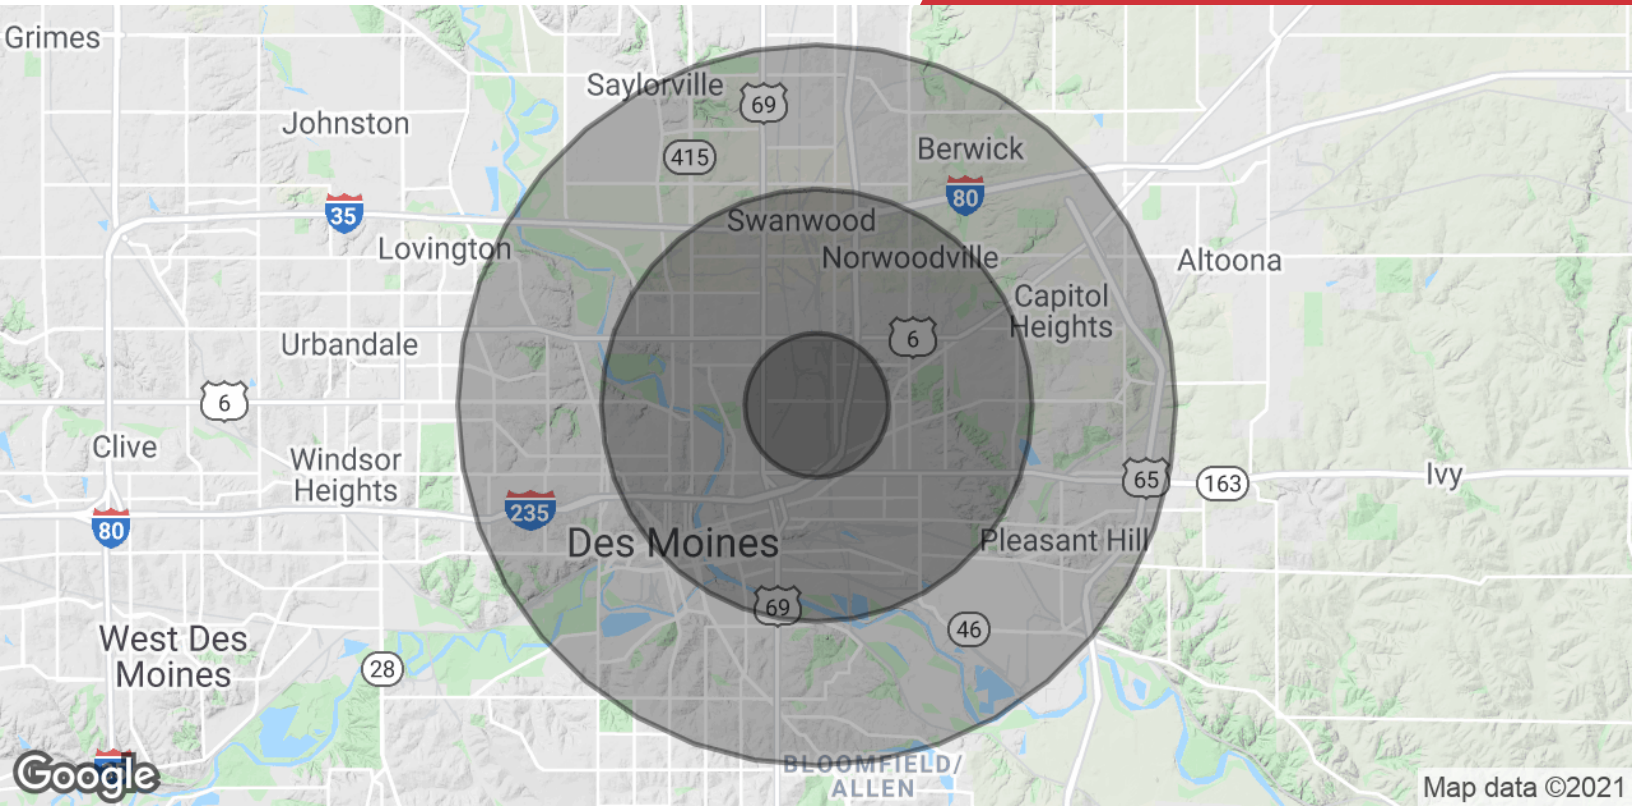 Grimes
Saylorville
69
Johnston
415
Berwick
80
35
Swanwood
Lovington
Norwoodville
Altoona
Capitol
Heights
6
Urbandale
6
Clive
Windsor
Heights
65
163
Ivy
235
80
Des Moines
Pleasant Hill
69
46
West Des
Moines
28
BLOOMFIELD/
ALLEN
Google
Map data ©2021